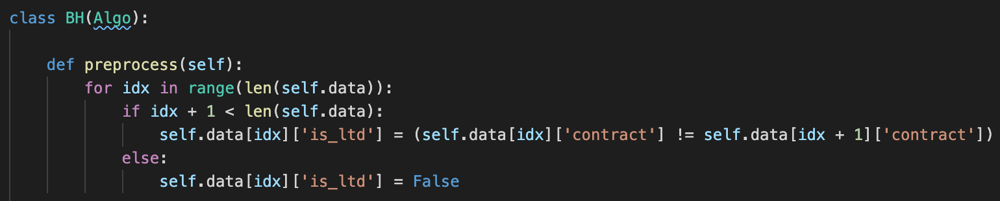 class BH(Algo):
    def preprocess(self):
        for idx in range(len(self.data)):
            if idx + 1 < len(self.data):
                self.data[idx]['is_ltd'] = (self.data[idx]['contract'] != self.data[idx + 1]['contract'])
            else:
                self.data[idx]['is_ltd'] = False